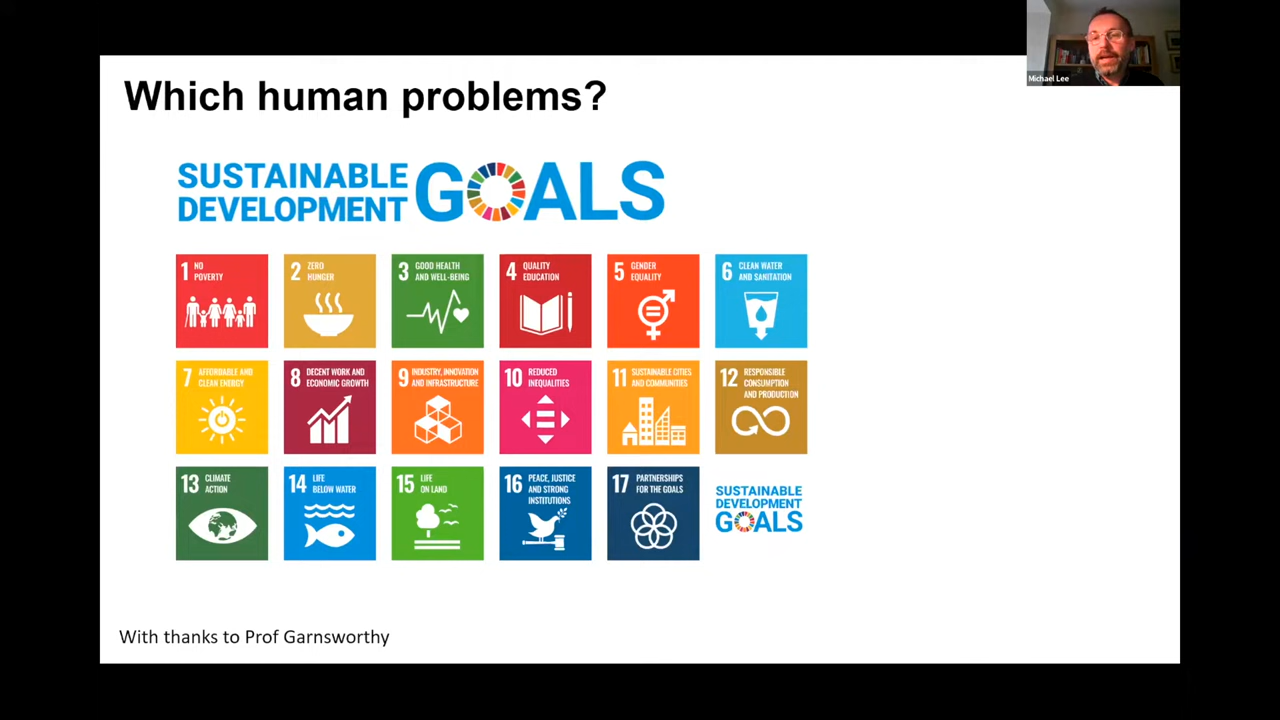 Michael Lee
Which human problems?
SUSTAINABLE
DEVELOPMENT
GOALS
1 NO
POVERTY
2 ZERO
HUNGER
3 GOOD HEALTH
AND WELL-BEING
4 QUALITY
EDUCATION
5 GENDER
EQUALITY
6 CLEAN WATER
AND SANITATION
7 AFFORDABLE AND
CLEAN ENERGY
8 DECENT WORK AND
ECONOMIC GROWTH
9 INDUSTRY, INNOVATION
AND INFRASTRUCTURE
10 REDUCED
INEQUALITIES
11 SUSTAINABLE CITIES
AND COMMUNITIES
12 RESPONSIBLE
CONSUMPTION
AND PRODUCTION
13 CLIMATE
ACTION
14 LIFE
BELOW WATER
15 LIFE
ON LAND
16 PEACE, JUSTICE
AND STRONG
INSTITUTIONS
17 PARTNERSHIPS
FOR THE GOALS
SUSTAINABLE
DEVELOPMENT
GOALS
With thanks to Prof Garnsworthy